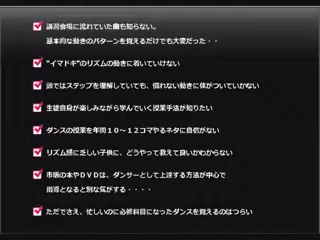 講習会場に流れていた曲も知らない。
基本的な動きのパターンを覚えるだけでも大変だった・・
“イマドキ”のリズムの動きに着いていけない
頭ではステップを理解していても、慣れない動きに体がついていかない
生徒自身が楽しみながら学んでいく授業手法が知りたい
ダンスの授業を年間１０～１２コマやるネタに自信がない
リズム感に乏しい子供に、どうやって教えて良いかわからない
市販の本やＤＶＤは、ダンサーとして上達する方法が中心で
指導となると別な気がする・・・・
ただでさえ、忙しいのに必修科目になったダンスを覚えるのはつらい